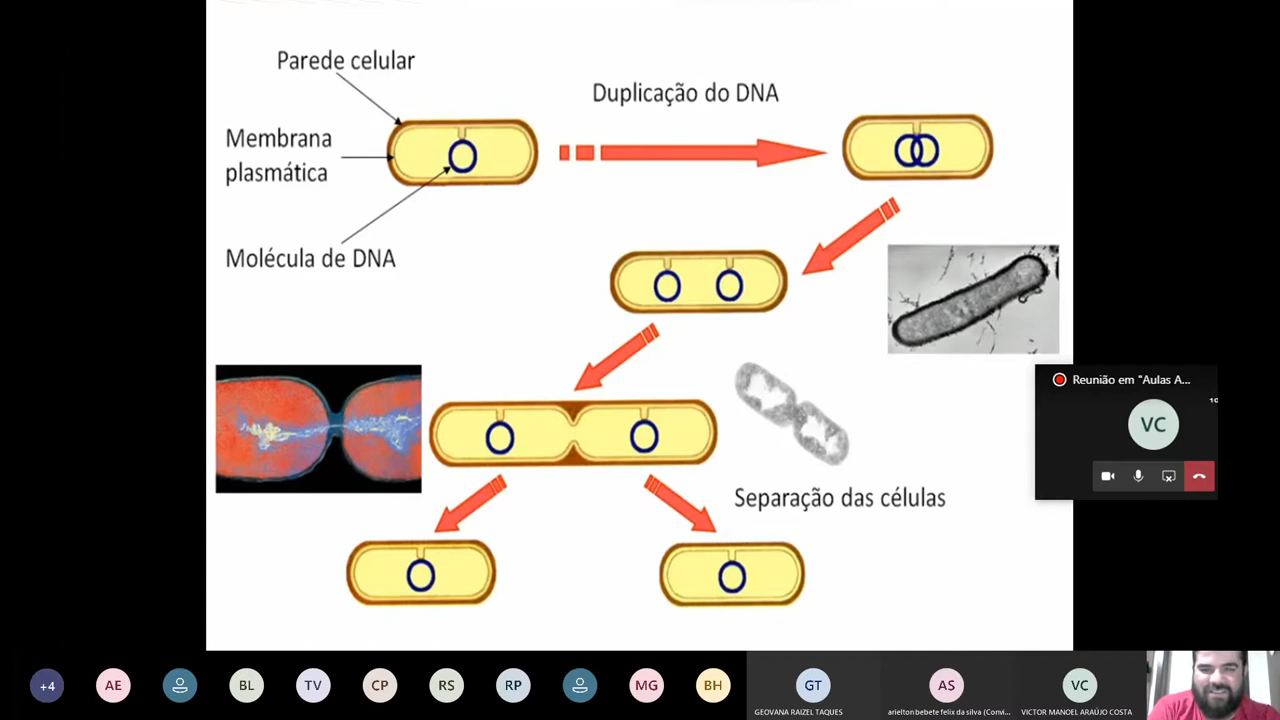 Parede celular
Duplicação do DNA
Membrana
plasmática
Molécula de DNA
Reunião em "Aulas A...
VC
Separação das células
+4
AE
BL
TV
CP
RS
RP
MG
BH
GT
AS
VC
GEOVANA RAIZEL TAQUES
arielton bebete felix da silva (Convi...
VICTOR MANOEL ARAÚJO COSTA